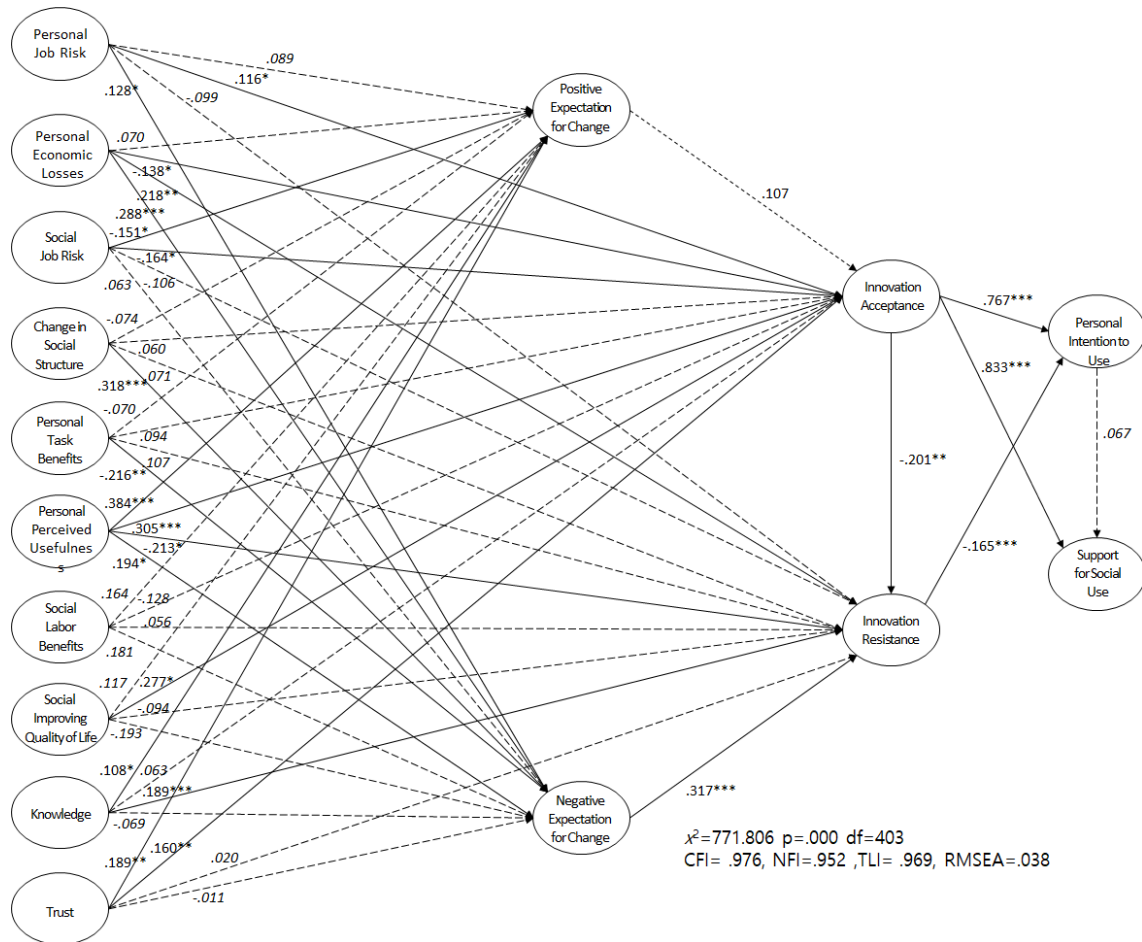 Personal
Job Risk
.089
.116*
.128*
-.099
Positive
Expectation
for Change
Personal
Economic
Losses
.070
-.138*
.218**
.107
.288***
-.151*
Social
Job Risk
-.164*
.063
-.106
Innovation
Acceptance
.767***
Personal
Intention to
Use
Change in
Social
Structure
-.074
.060
.071
.833***
.318***
-.070
Personal
Task
Benefits
.094
.107
.067
-.216**
-.201**
.384***
Personal
Perceived
Usefulnes
s
.305***
-.213*
.194*
-.165***
Support
for Social
Use
.164
-.128
.056
Social
Labor
Benefits
Innovation
Resistance
.181
.117
.277*
Social
Improving
Quality of Life
-.094
-.193
.108*
.063
.189***
Knowledge
-.069
Negative
Expectation
for Change
.317***
x²=771.806 p=.000 df=403
CFI= .976, NFI=.952 ,TLI= .969, RMSEA=.038
.189**
.160**
.020
-.011
Trust